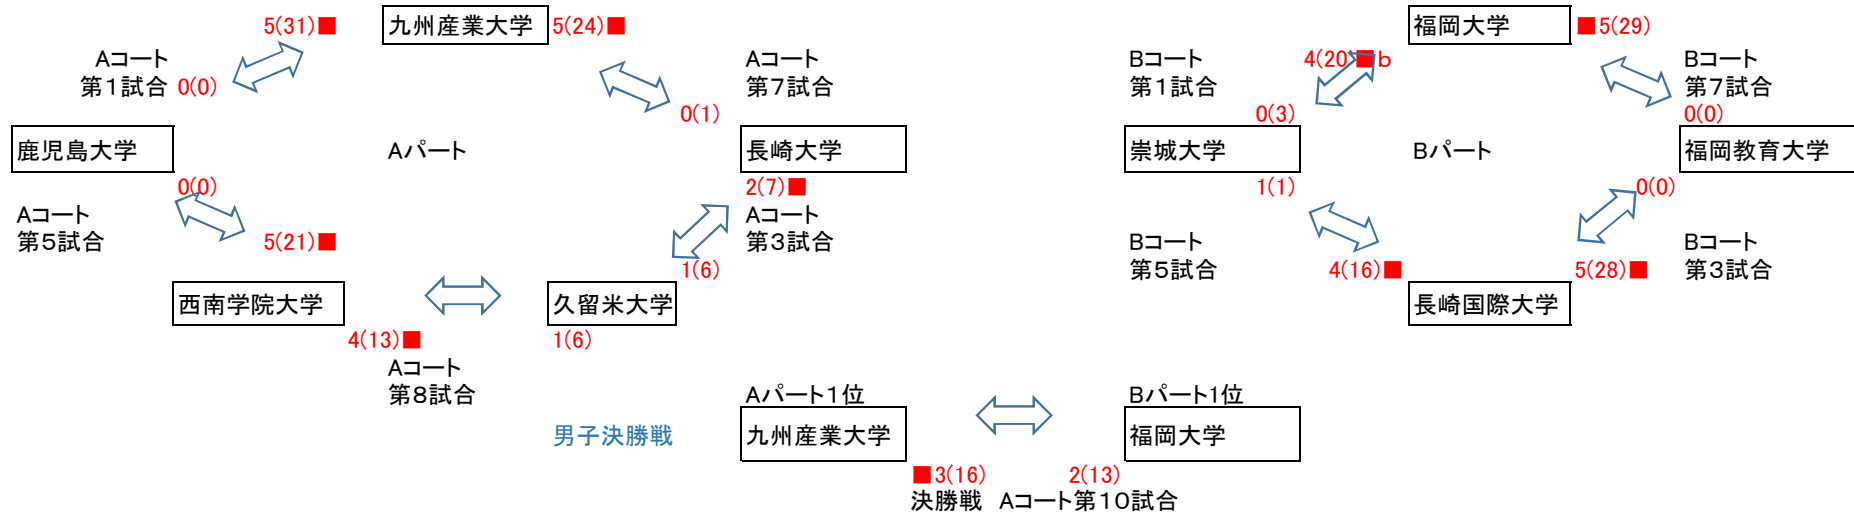 5(31)■ 九州産業大学 5(24)■ 福岡大学 ■5(29)
Aコート Aコート Bコート 4(20)■b Bコート
第1試合 0(0) 第7試合 第1試合 第7試合
0(1) 0(3) 0(0)
鹿児島大学 Aパート 長崎大学 崇城大学 Bパート 福岡教育大学
0(0) 2(7)■ 1(1) 0(0)
Aコート Aコート
第5試合 5(21)■ 第3試合 Bコート Bコート
1(6) 第5試合 4(16)■ 5(28)■ 第3試合
西南学院大学 久留米大学 長崎国際大学
4(13)■ 1(6)
Aコート
第8試合 Aパート1位 Bパート1位
男子決勝戦 九州産業大学 福岡大学
■3(16) 2(13)
決勝戦 Aコート第10試合